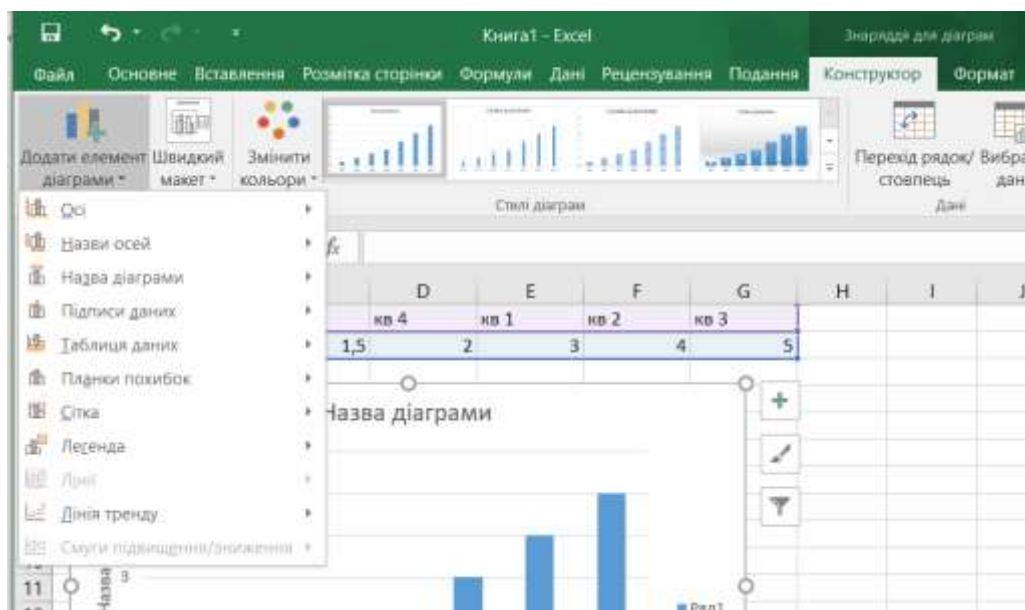 Книга1 - Excel
Знаряддя для діаграм
Файл Основне Вставлення Розмітка сторінки Формули Дані Рецензування Подання Конструктор Формат
Додати елемент діаграми
Швидкий макет
Змінити кольори
Перехід рядок/стовпець
Стилі діаграм
Дані
Осі
Назви осей
Назва діаграми
Підписи даних
Таблиця даних
Планки похибок
Сітка
Легенда
Лінії
Лінія тренду
Смуги підвищення/зниження
fx
D E F G H I J
кв 4 кв 1 кв 2 кв 3
1,5 2 3 4 5
Назва діаграми
11
3
Назва
Ряд1